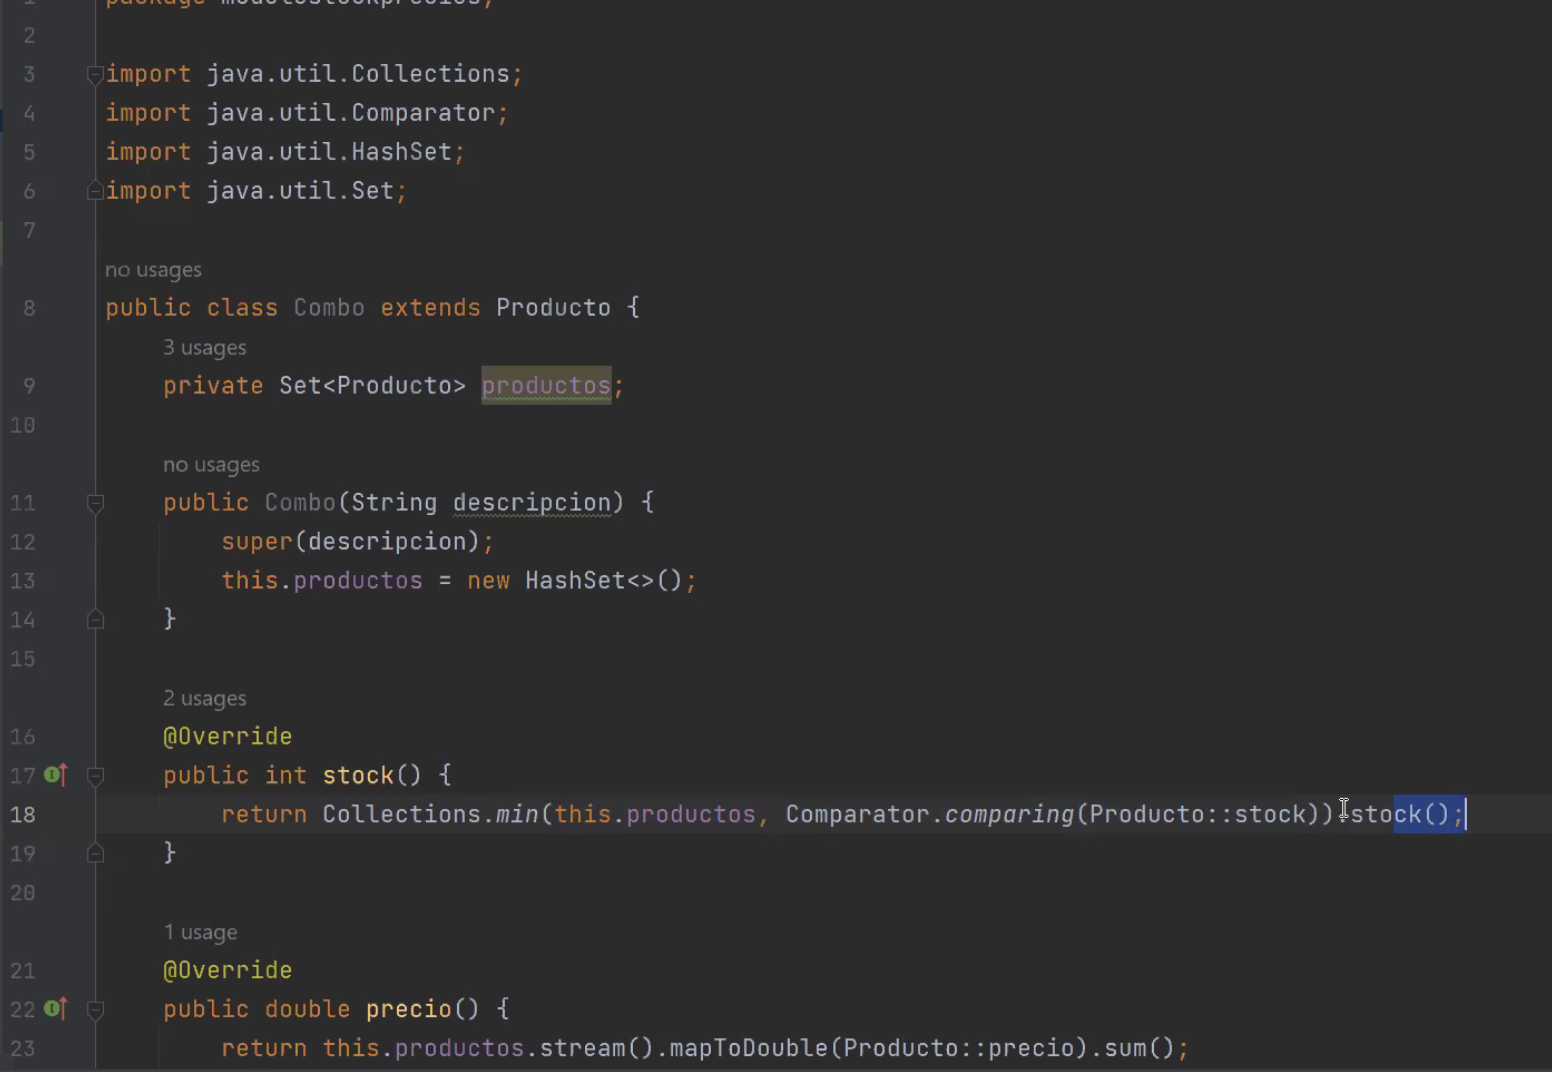 1
2
3 import java.util.Collections;
4 import java.util.Comparator;
5 import java.util.HashSet;
6 import java.util.Set;
7
no usages
8 public class Combo extends Producto {
3 usages
9 private Set<Producto> productos;
10
no usages
11 public Combo(String descripcion) {
12 super(descripcion);
13 this.productos = new HashSet<>();
14 }
15
2 usages
16 @Override
17 public int stock() {
18 return Collections.min(this.productos, Comparator.comparing(Producto::stock)).stock();
19 }
20
1 usage
21 @Override
22 public double precio() {
23 return this.productos.stream().mapToDouble(Producto::precio).sum();